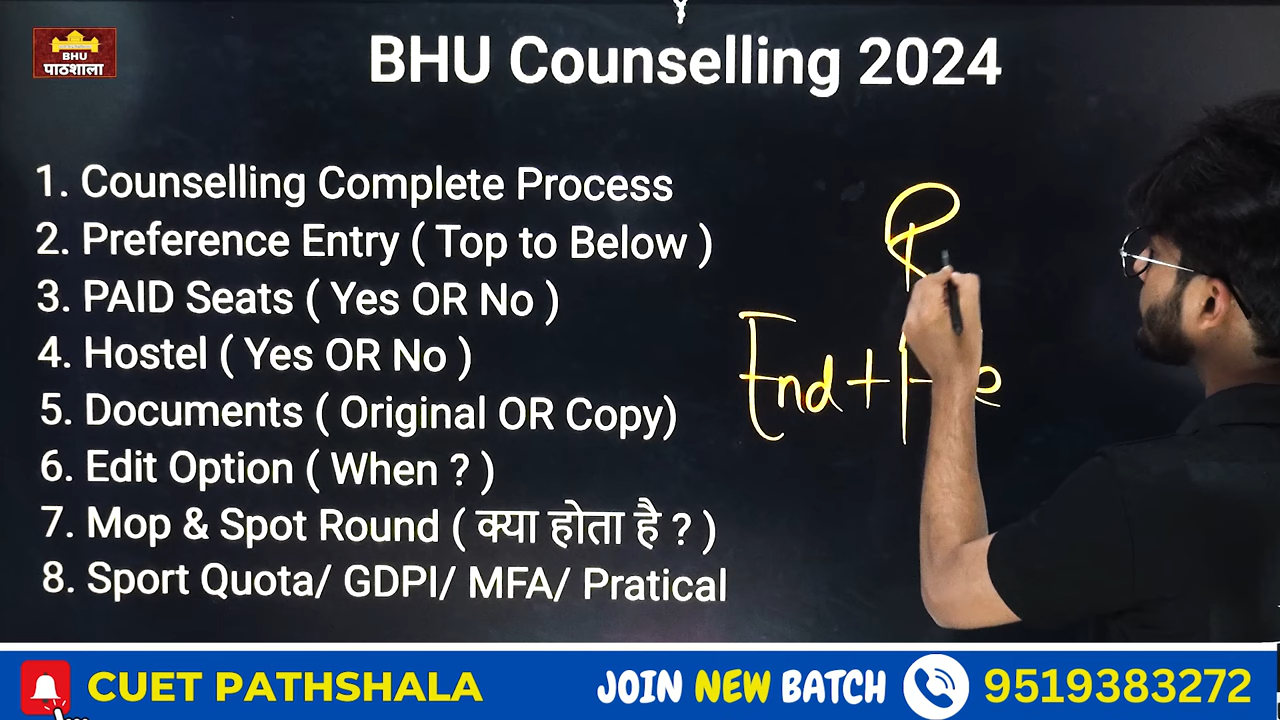 BHU
पाठशाला
BHU Counselling 2024
1. Counselling Complete Process
2. Preference Entry ( Top to Below )
3. PAID Seats ( Yes OR No )
4. Hostel ( Yes OR No )
5. Documents ( Original OR Copy)
6. Edit Option ( When ? )
7. Mop & Spot Round ( क्या होता है ? )
8. Sport Quota/ GDPI/ MFA/ Pratical
End +
CUET PATHSHALA
JOIN NEW BATCH
9519383272